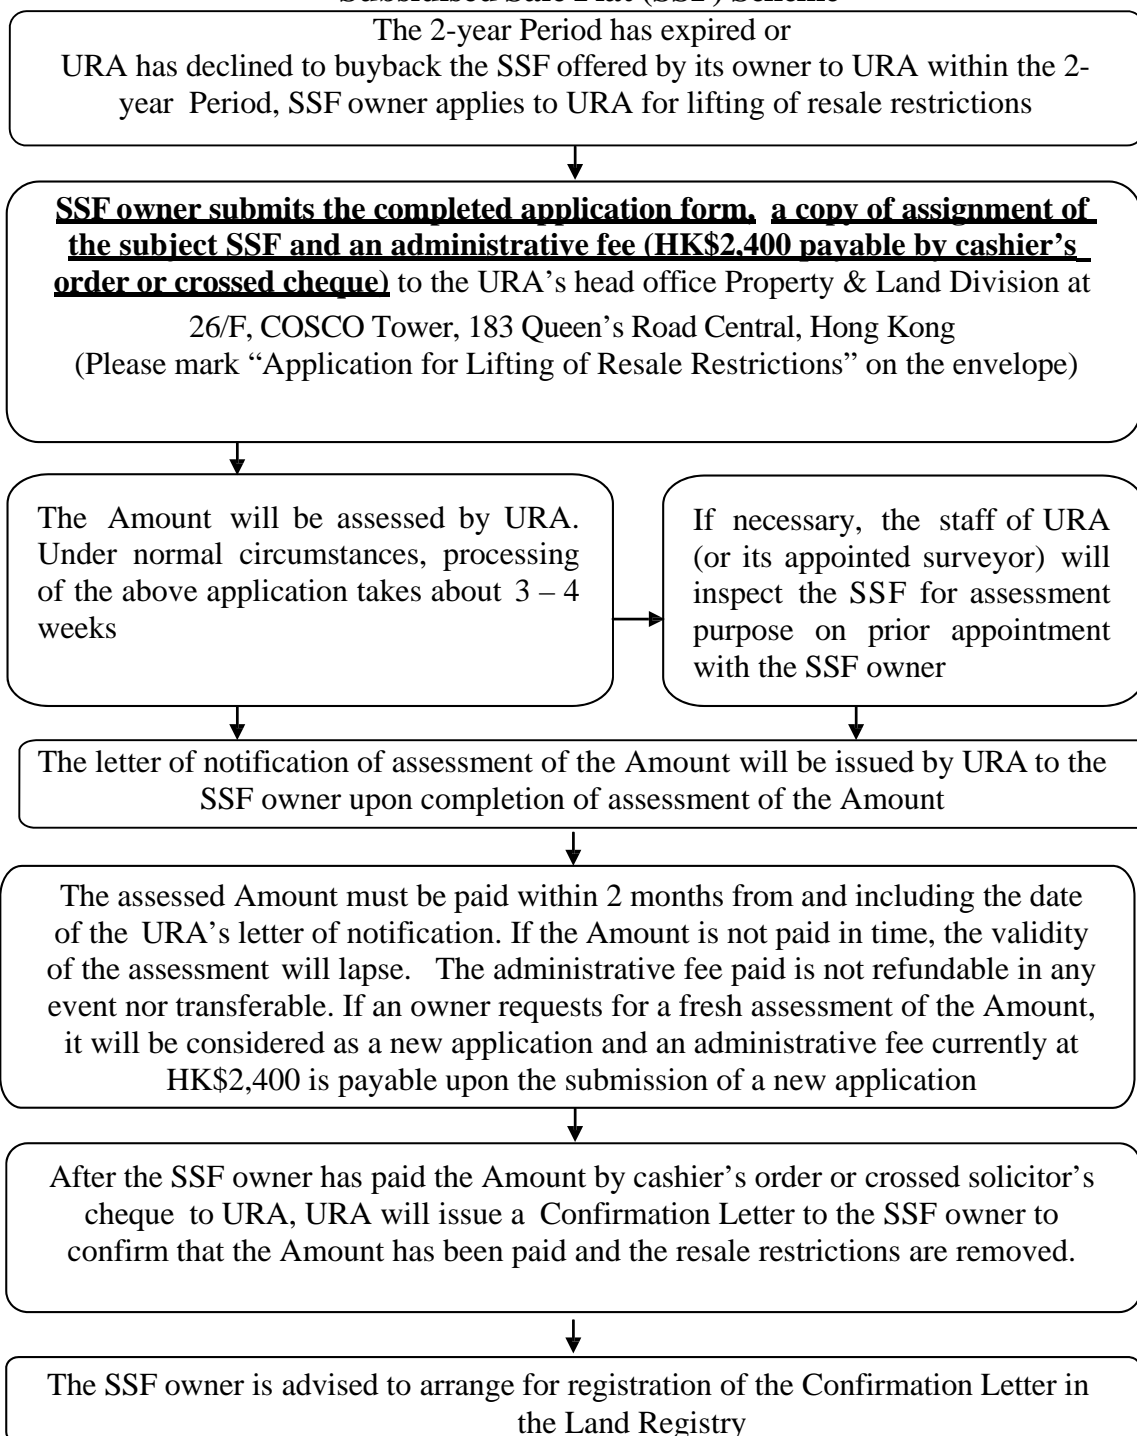 Subsidised Sale Flat (SSF) Scheme
The 2-year Period has expired or
URA has declined to buyback the SSF offered by its owner to URA within the 2-
year Period, SSF owner applies to URA for lifting of resale restrictions
SSF owner submits the completed application form, a copy of assignment of
the subject SSF and an administrative fee (HK$2,400 payable by cashier’s
order or crossed cheque) to the URA’s head office Property & Land Division at
26/F, COSCO Tower, 183 Queen’s Road Central, Hong Kong
(Please mark “Application for Lifting of Resale Restrictions” on the envelope)
The Amount will be assessed by URA.
Under normal circumstances, processing
of the above application takes about 3 – 4
weeks
If necessary, the staff of URA
(or its appointed surveyor) will
inspect the SSF for assessment
purpose on prior appointment
with the SSF owner
The letter of notification of assessment of the Amount will be issued by URA to the
SSF owner upon completion of assessment of the Amount
The assessed Amount must be paid within 2 months from and including the date
of the URA’s letter of notification. If the Amount is not paid in time, the validity
of the assessment will lapse. The administrative fee paid is not refundable in any
event nor transferable. If an owner requests for a fresh assessment of the Amount,
it will be considered as a new application and an administrative fee currently at
HK$2,400 is payable upon the submission of a new application
After the SSF owner has paid the Amount by cashier’s order or crossed solicitor’s
cheque to URA, URA will issue a Confirmation Letter to the SSF owner to
confirm that the Amount has been paid and the resale restrictions are removed.
The SSF owner is advised to arrange for registration of the Confirmation Letter in
the Land Registry